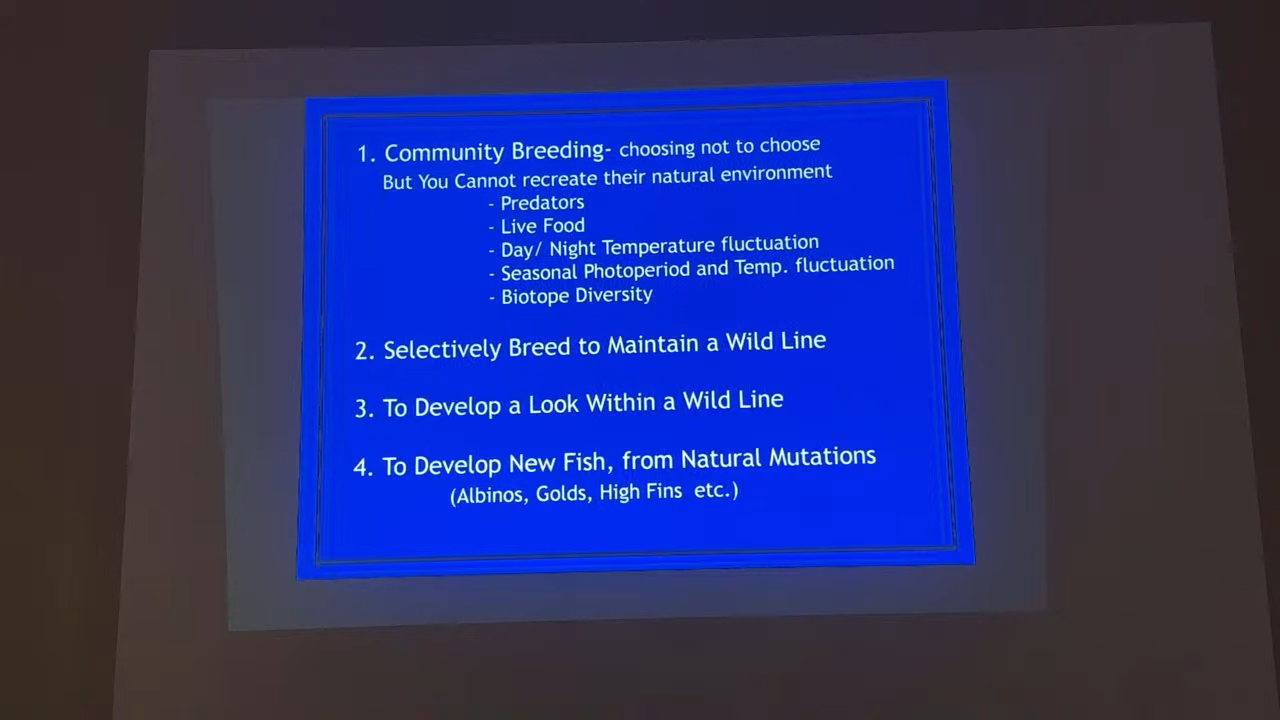 1. Community Breeding- choosing not to choose
But You Cannot recreate their natural environment
- Predators
- Live Food
- Day/ Night Temperature fluctuation
- Seasonal Photoperiod and Temp. fluctuation
- Biotope Diversity
2. Selectively Breed to Maintain a Wild Line
3. To Develop a Look Within a Wild Line
4. To Develop New Fish, from Natural Mutations
(Albinos, Golds, High Fins etc.)